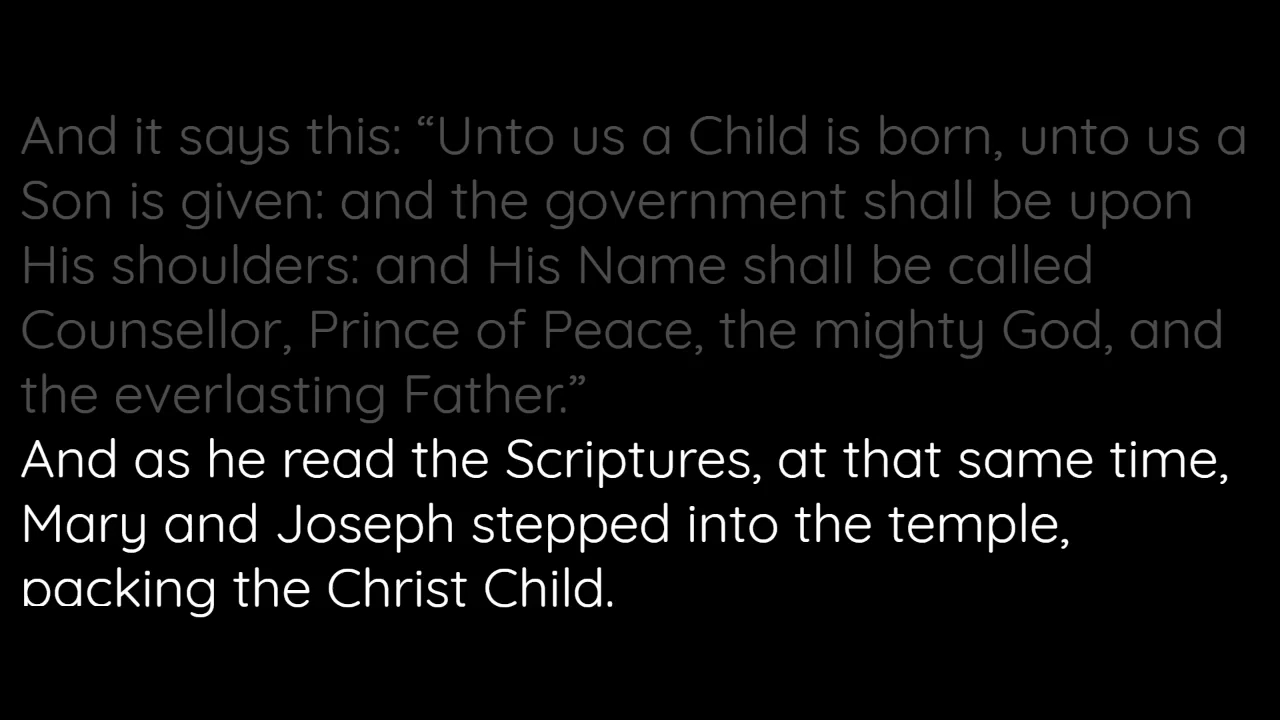 And it says this: “Unto us a Child is born, unto us a
Son is given: and the government shall be upon
His shoulders: and His Name shall be called
Counsellor, Prince of Peace, the mighty God, and
the everlasting Father.”
And as he read the Scriptures, at that same time,
Mary and Joseph stepped into the temple,
packing the Christ Child.